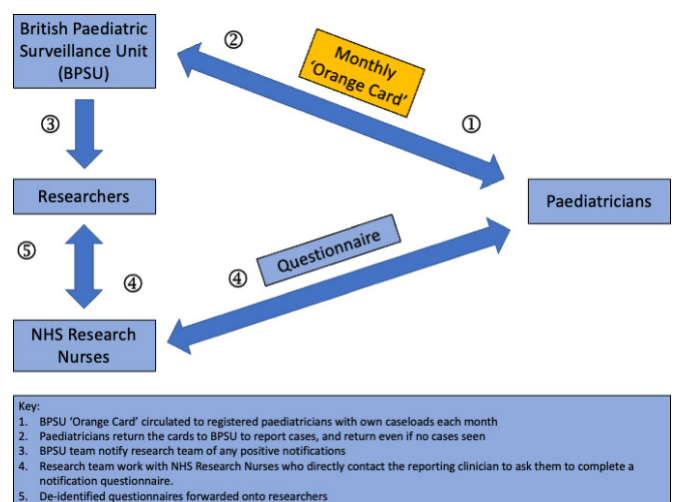 British Paediatric
Surveillance Unit
(BPSU)
②
Monthly
‘Orange Card’
①
③
Researchers
Paediatricians
⑤
④
④
Questionnaire
NHS Research
Nurses
Key:
1. BPSU ‘Orange Card’ circulated to registered paediatricians with own caseloads each month
2. Paediatricians return the cards to BPSU to report cases, and return even if no cases seen
3. BPSU team notify research team of any positive notifications
4. Research team work with NHS Research Nurses who directly contact the reporting clinician to ask them to complete a
notification questionnaire.
5. De-identified questionnaires forwarded onto researchers